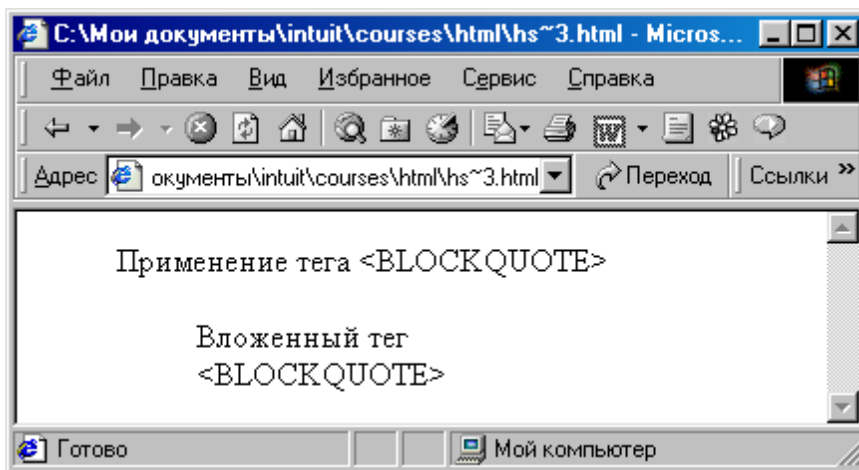 C:\Мои документы\intuit\courses\html\hs~3.html - Micros...
Файл Правка Вид Избранное Сервис Справка
Адрес окументы\intuit\courses\html\hs~3.html Переход Ссылки »
Применение тега <BLOCKQUOTE>
Вложенный тег
<BLOCKQUOTE>
Готово Мой компьютер